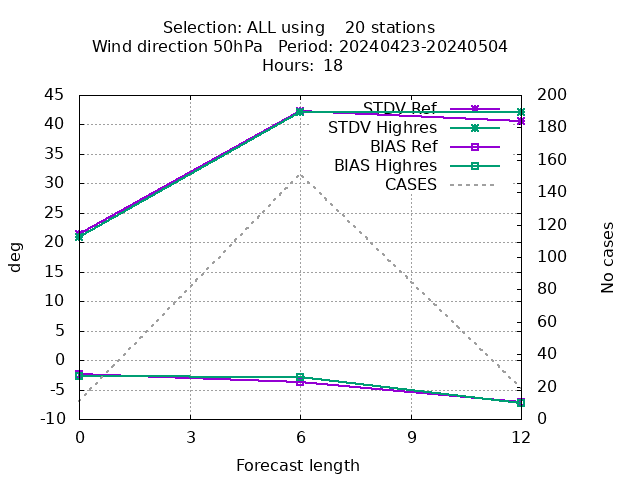 Selection: ALL using    20 stations
Wind direction 50hPa   Period: 20240423-20240504
Hours: 18
45
40
35
30
25
20
15
10
5
0
-5
-10
200
180
160
140
120
100
80
60
40
20
0
STDV Ref
STDV Highres
BIAS Ref
BIAS Highres
CASES
deg
No cases
0 3 6 9 12
Forecast length